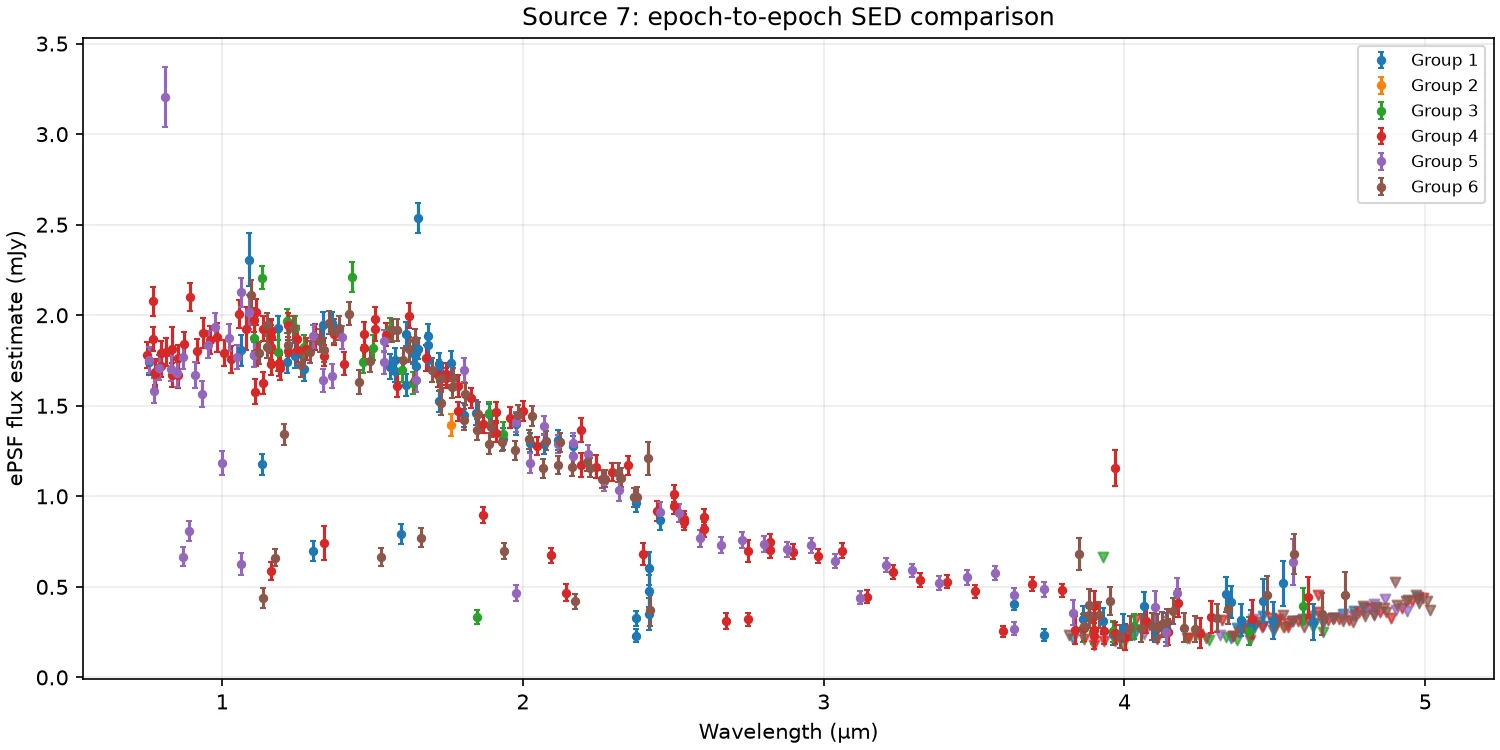 Source 7: epoch-to-epoch SED comparison
ePSF flux estimate (mJy)
3.5
3.0
2.5
2.0
1.5
1.0
0.5
0.0
Group 1
Group 2
Group 3
Group 4
Group 5
Group 6
1 2 3 4 5
Wavelength (μm)